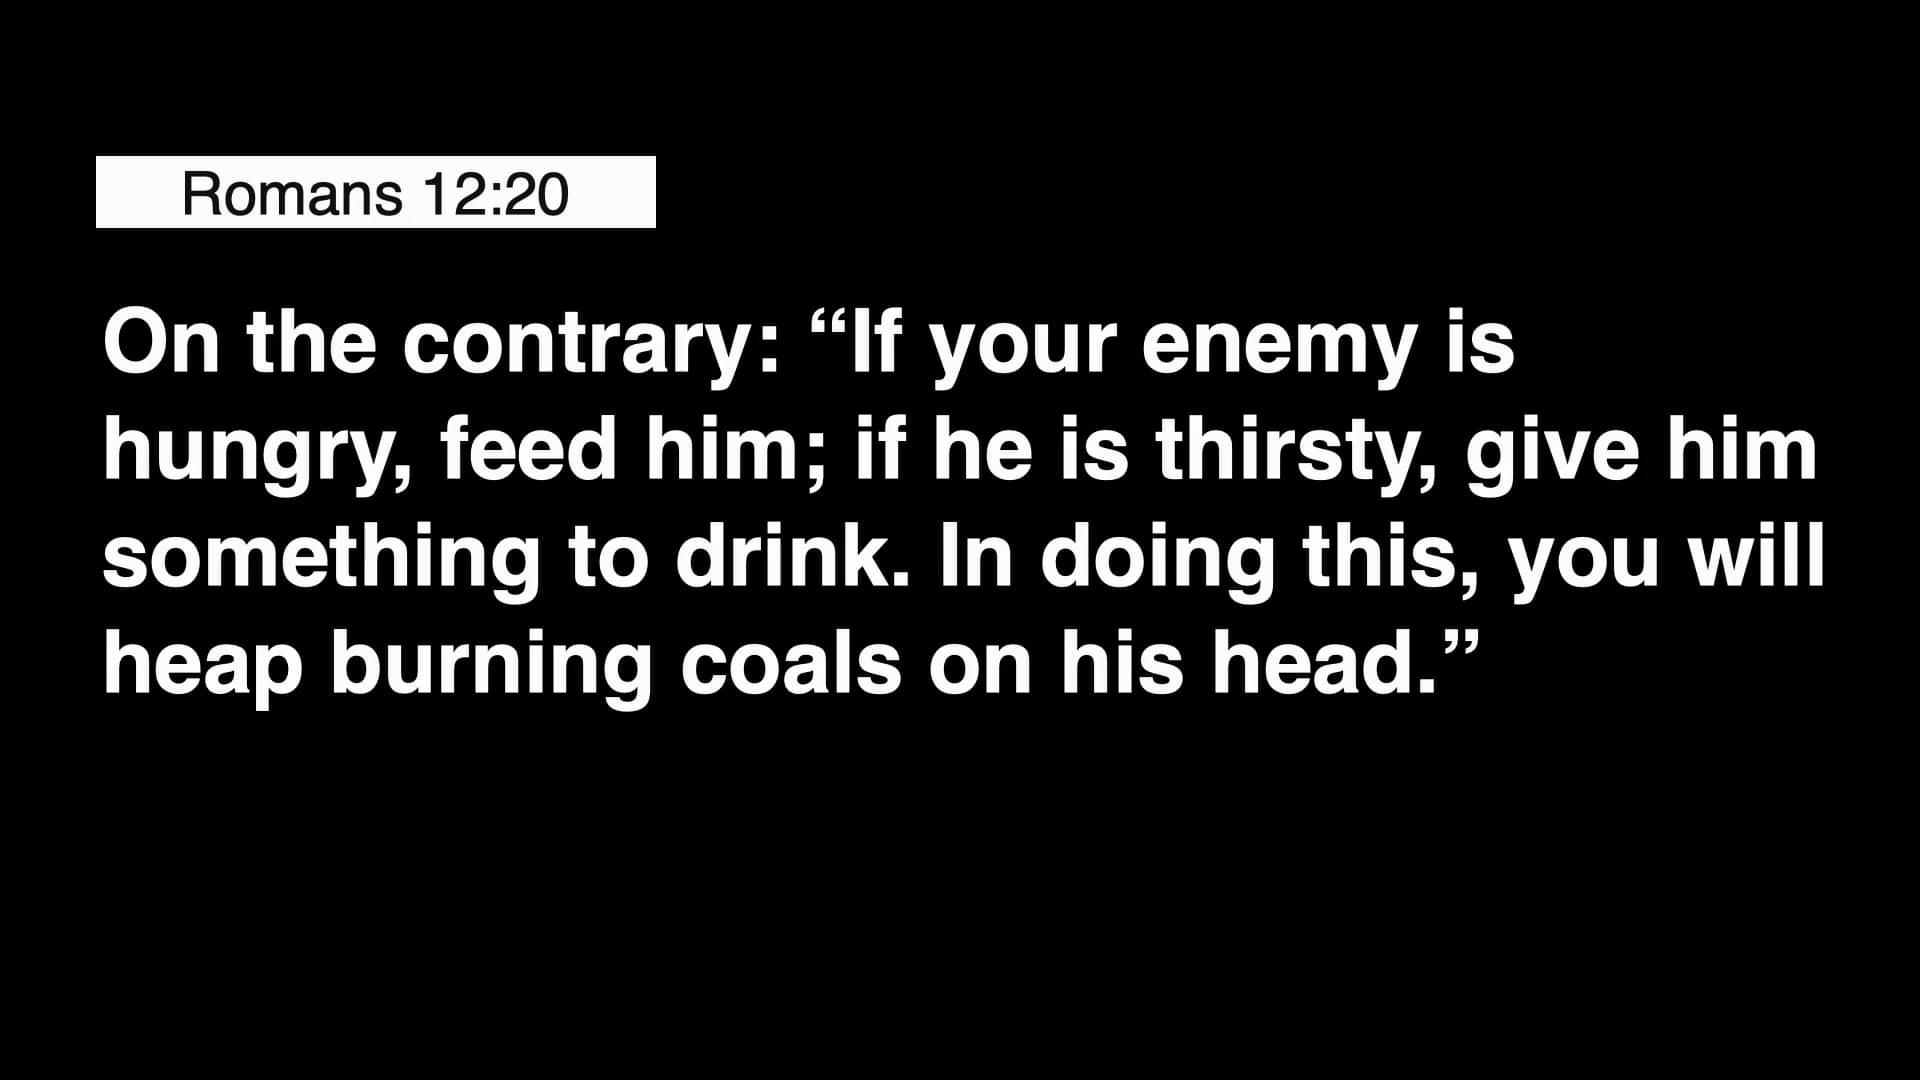 Romans 12:20
On the contrary: “If your enemy is
hungry, feed him; if he is thirsty, give him
something to drink. In doing this, you will
heap burning coals on his head.”